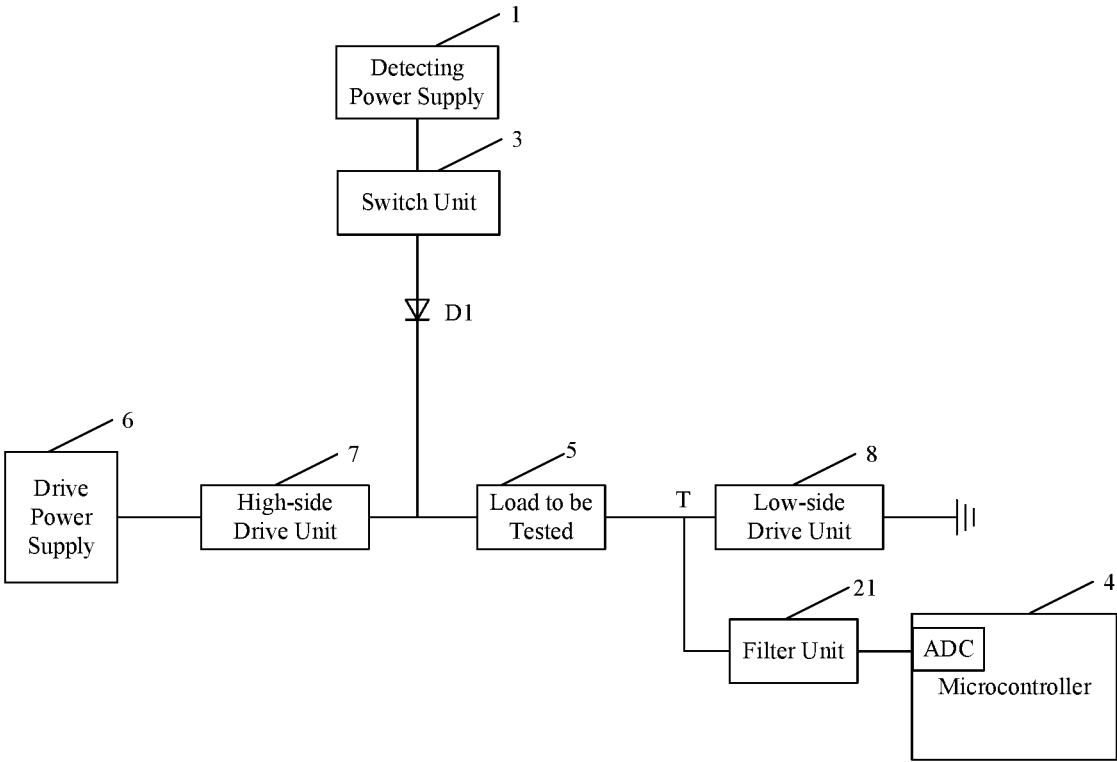 1
Detecting
Power Supply
3
Switch Unit
D1
6
Drive
Power
Supply
7
High-side
Drive Unit
5
Load to be
Tested
T
8
Low-side
Drive Unit
21
Filter Unit
4
ADC
Microcontroller